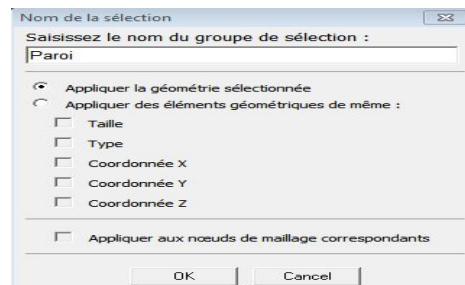 Nom de la sélection
Saisissez le nom du groupe de sélection :
Paroi
Appliquer la géométrie sélectionnée
Appliquer des éléments géométriques de même :
Taille
Type
Coordonnée X
Coordonnée Y
Coordonnée Z
Appliquer aux nœuds de maillage correspondants
OK Cancel